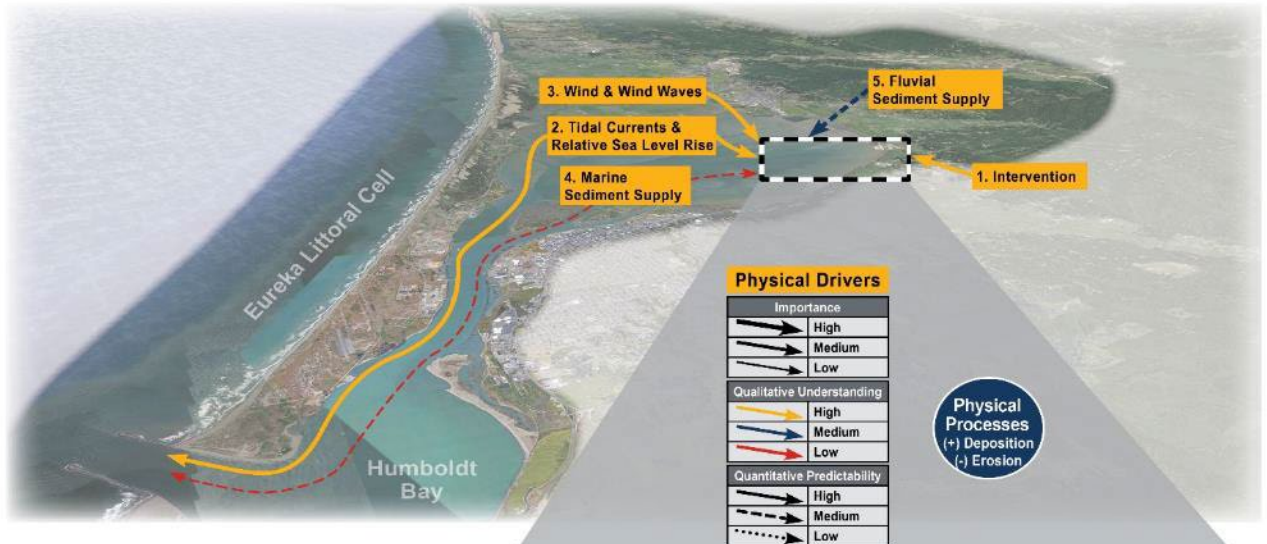 3. Wind & Wind Waves
5. Fluvial
Sediment Supply
2. Tidal Currents &
Relative Sea Level Rise
4. Marine
Sediment Supply
1. Intervention
Eureka Littoral Cell
Humboldt
Bay
Physical Drivers
Importance
High
Medium
Low
Qualitative Understanding
High
Medium
Low
Quantitative Predictability
High
Medium
Low
Physical
Processes
(+) Deposition
(-) Erosion